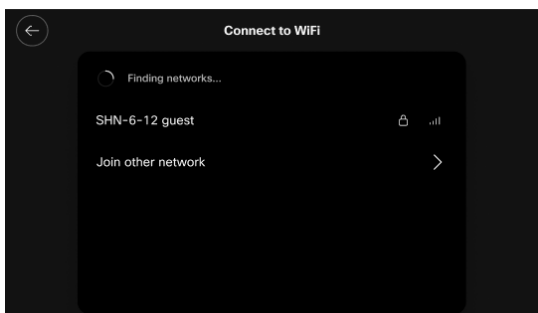 Connect to WiFi
Finding networks...
SHN-6-12 guest
Join other network